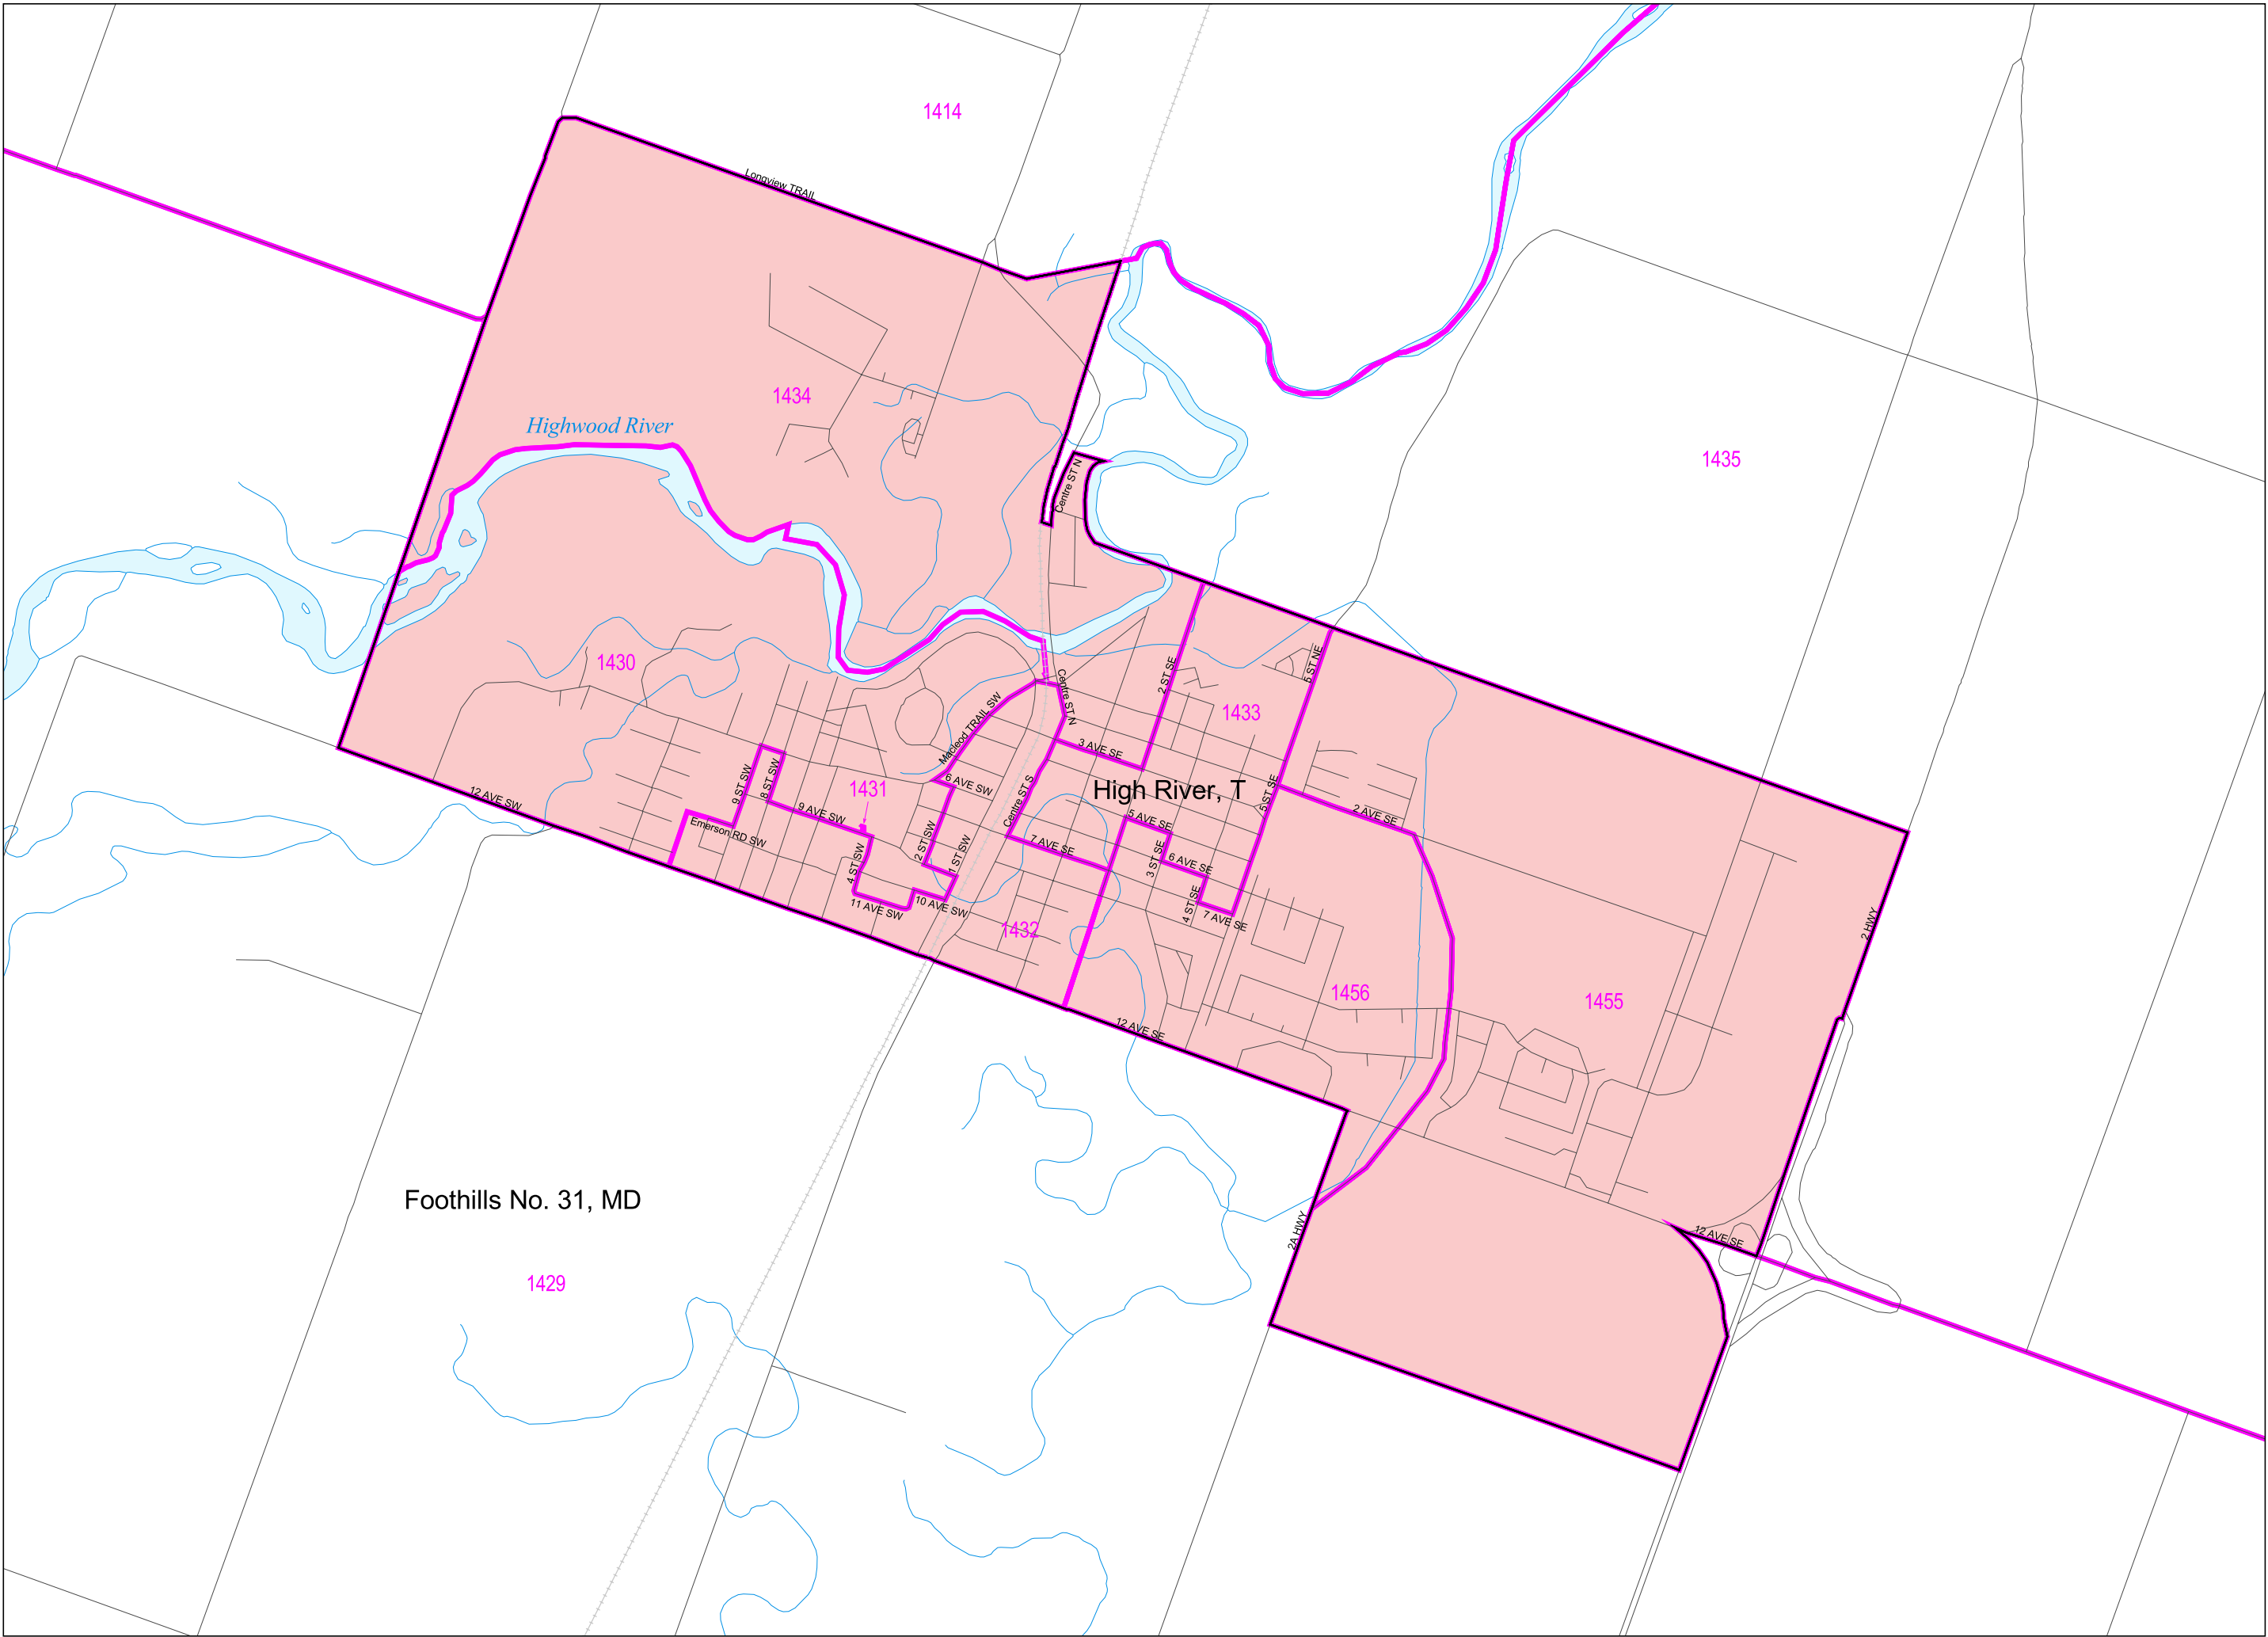 1414
Longview TRAIL
1434
Highwood River
1435
Centre ST N
1430
2 ST SE
5 ST NE
Centre ST N
1433
Macleod TRAIL SW
3 AVE SE
9 ST SW
8 ST SW
1431
6 AVE SW
High River, T
5 ST SE
12 AVE SW
9 AVE SW
Centre ST S
2 AVE SE
5 AVE SE
Emerson RD SW
2 ST SW
7 AVE SE
3 ST SE
4 ST SW
1 ST SW
6 AVE SE
11 AVE SW
10 AVE SW
4 ST SE
7 AVE SE
1432
2 HWY
1456
1455
12 AVE SE
Foothills No. 31, MD
2A HWY
12 AVE SE
1429